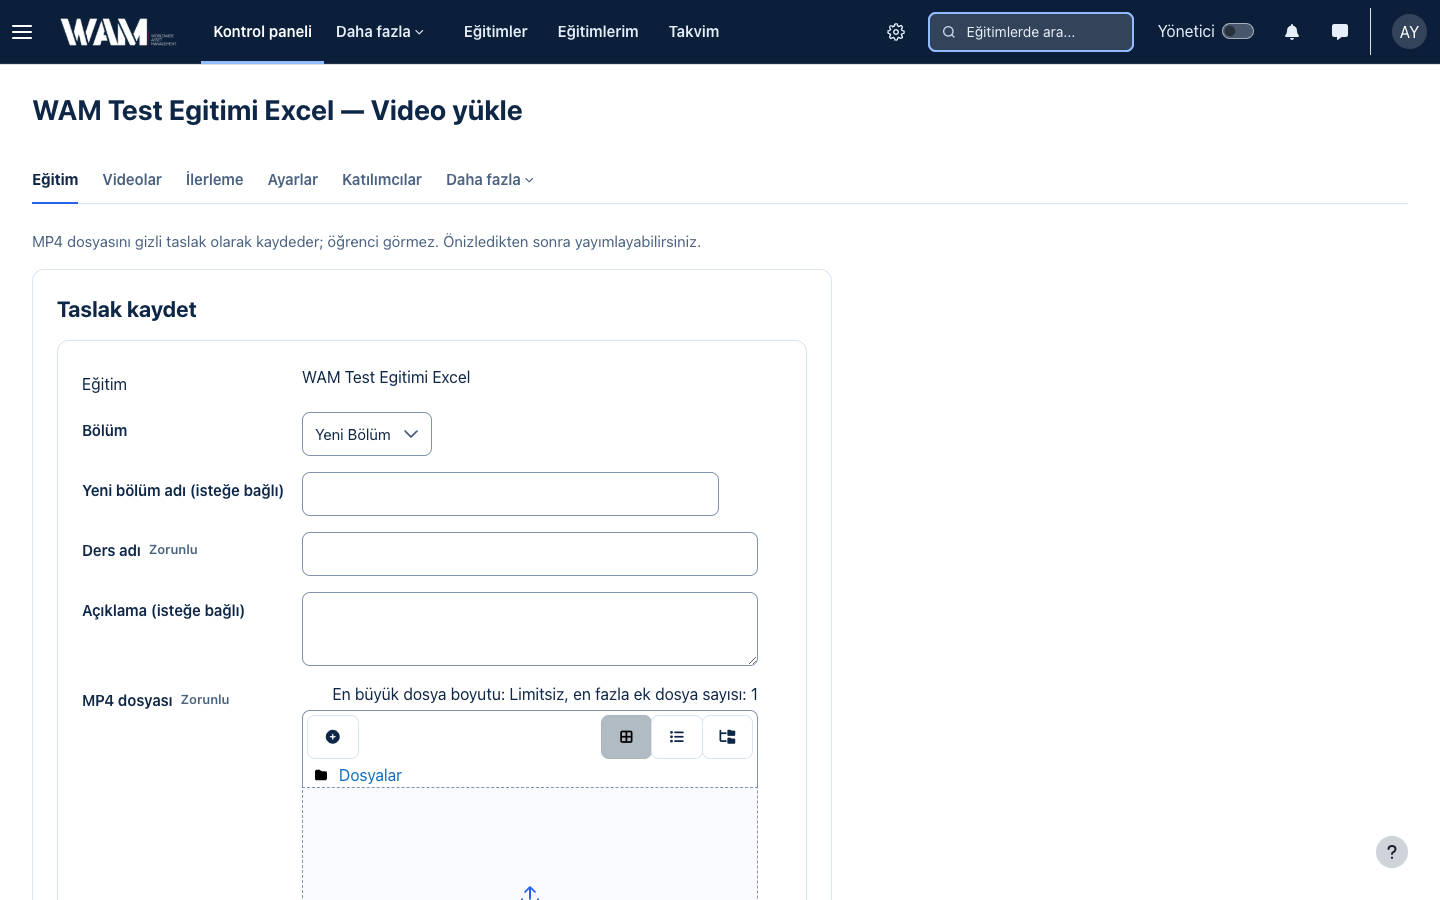 WAM
Kontrol paneli
Daha fazla
Eğitimler
Eğitimlerim
Takvim
Eğitimlerde ara...
Yönetici
AY
WAM Test Egitimi Excel — Video yükle
Eğitim
Videolar
İlerleme
Ayarlar
Katılımcılar
Daha fazla
MP4 dosyasını gizli taslak olarak kaydeder; öğrenci görmez. Önizledikten sonra yayımlayabilirsiniz.
Taslak kaydet
Eğitim
WAM Test Egitimi Excel
Bölüm
Yeni Bölüm
Yeni bölüm adı (isteğe bağlı)
Ders adı Zorunlu
Açıklama (isteğe bağlı)
MP4 dosyası Zorunlu
En büyük dosya boyutu: Limitsiz, en fazla ek dosya sayısı: 1
Dosyalar
?